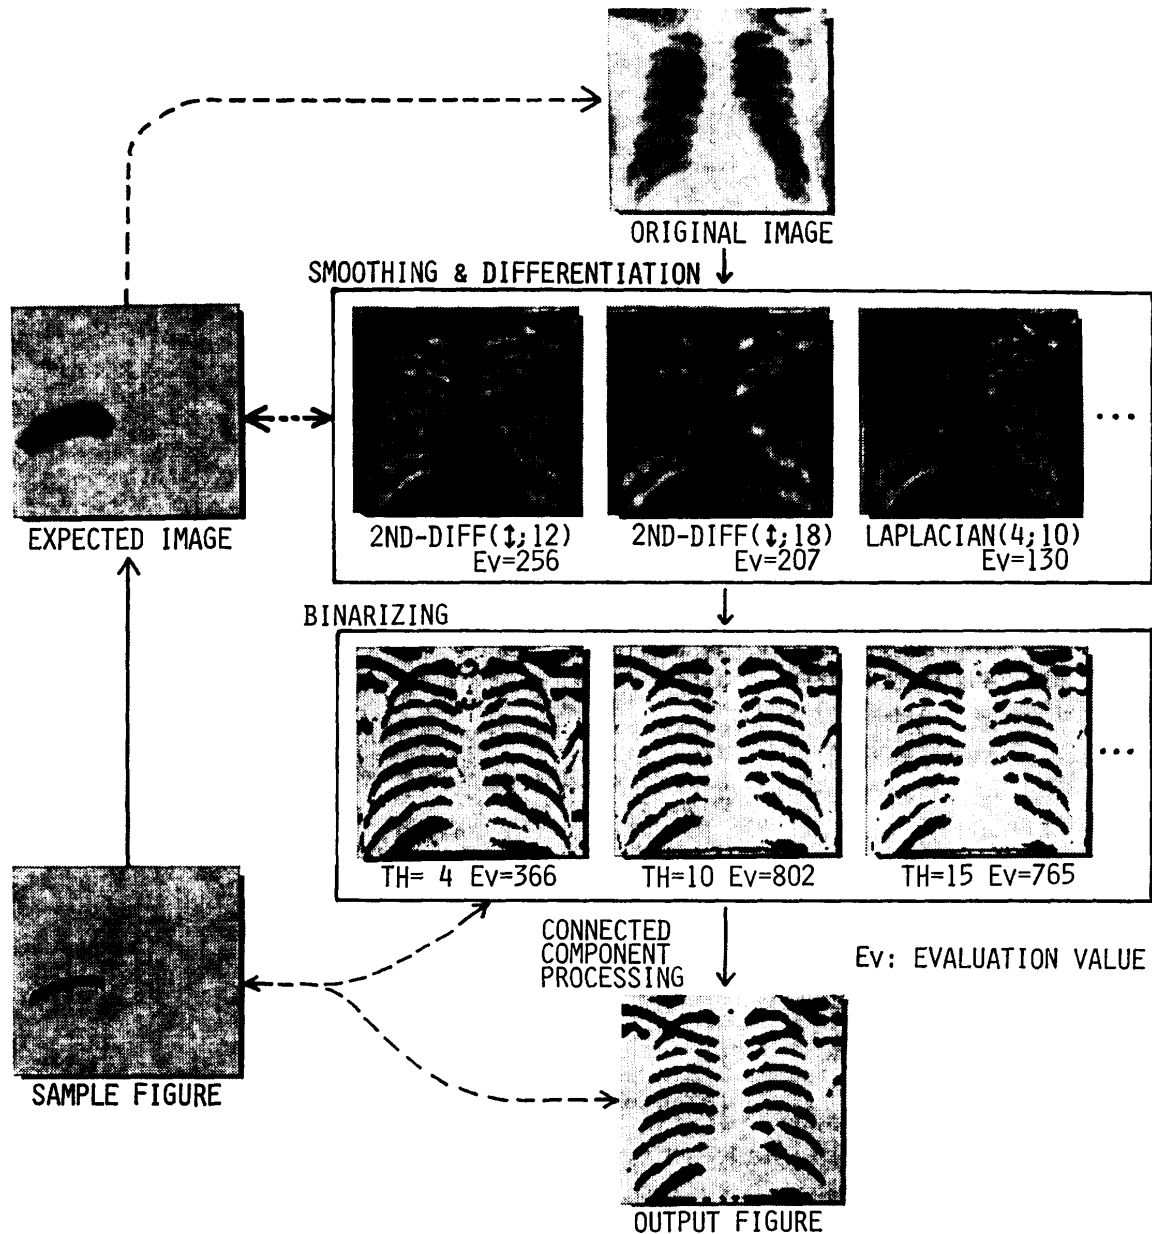 ORIGINAL IMAGE
SMOOTHING & DIFFERENTIATION
...
EXPECTED IMAGE
2ND-DIFF(↕;12)
Ev=256
2ND-DIFF(↕;18)
Ev=207
LAPLACIAN(4;10)
Ev=130
BINARIZING
...
TH= 4 Ev=366
TH=10 Ev=802
TH=15 Ev=765
CONNECTED
COMPONENT
PROCESSING
Ev: EVALUATION VALUE
SAMPLE FIGURE
OUTPUT FIGURE